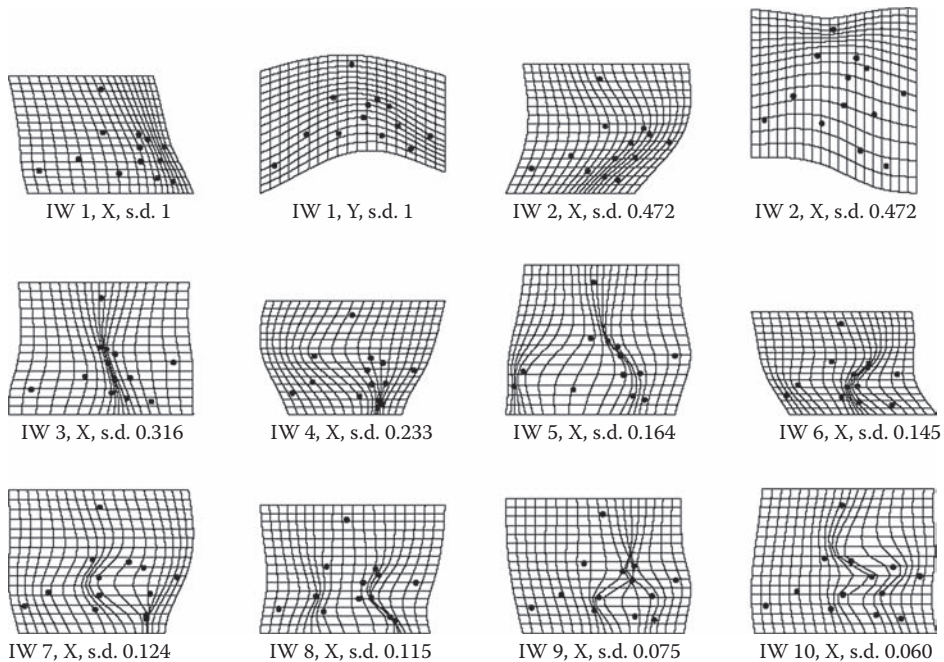 IW 1, X, s.d. 1
IW 1, Y, s.d. 1
IW 2, X, s.d. 0.472
IW 2, X, s.d. 0.472
IW 3, X, s.d. 0.316
IW 4, X, s.d. 0.233
IW 5, X, s.d. 0.164
IW 6, X, s.d. 0.145
IW 7, X, s.d. 0.124
IW 8, X, s.d. 0.115
IW 9, X, s.d. 0.075
IW 10, X, s.d. 0.060